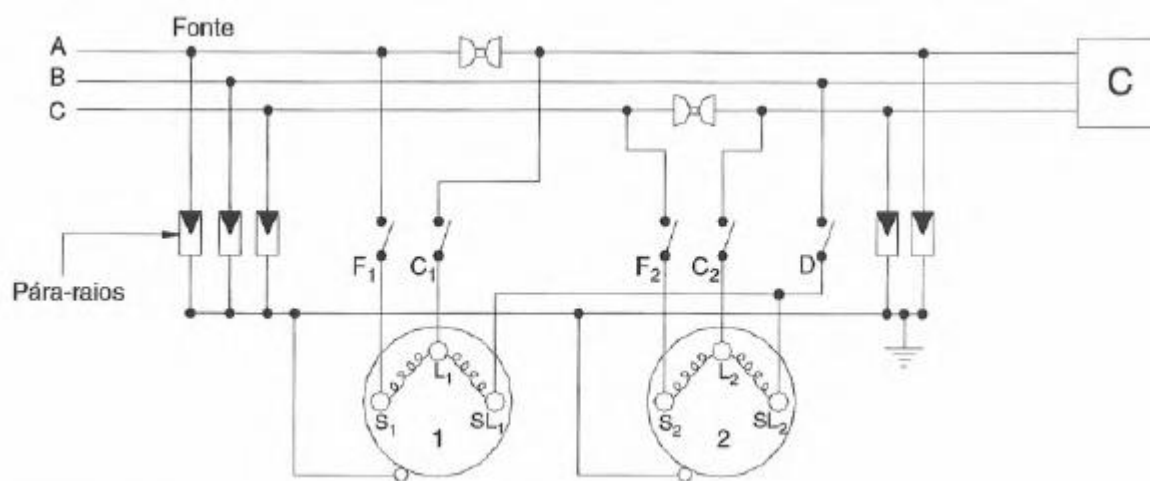 Fonte
A
B
C
C
F1 C1 F2 C2 D
Pára-raios
L1 L2
S1 SL1 S2 SL2
1 2